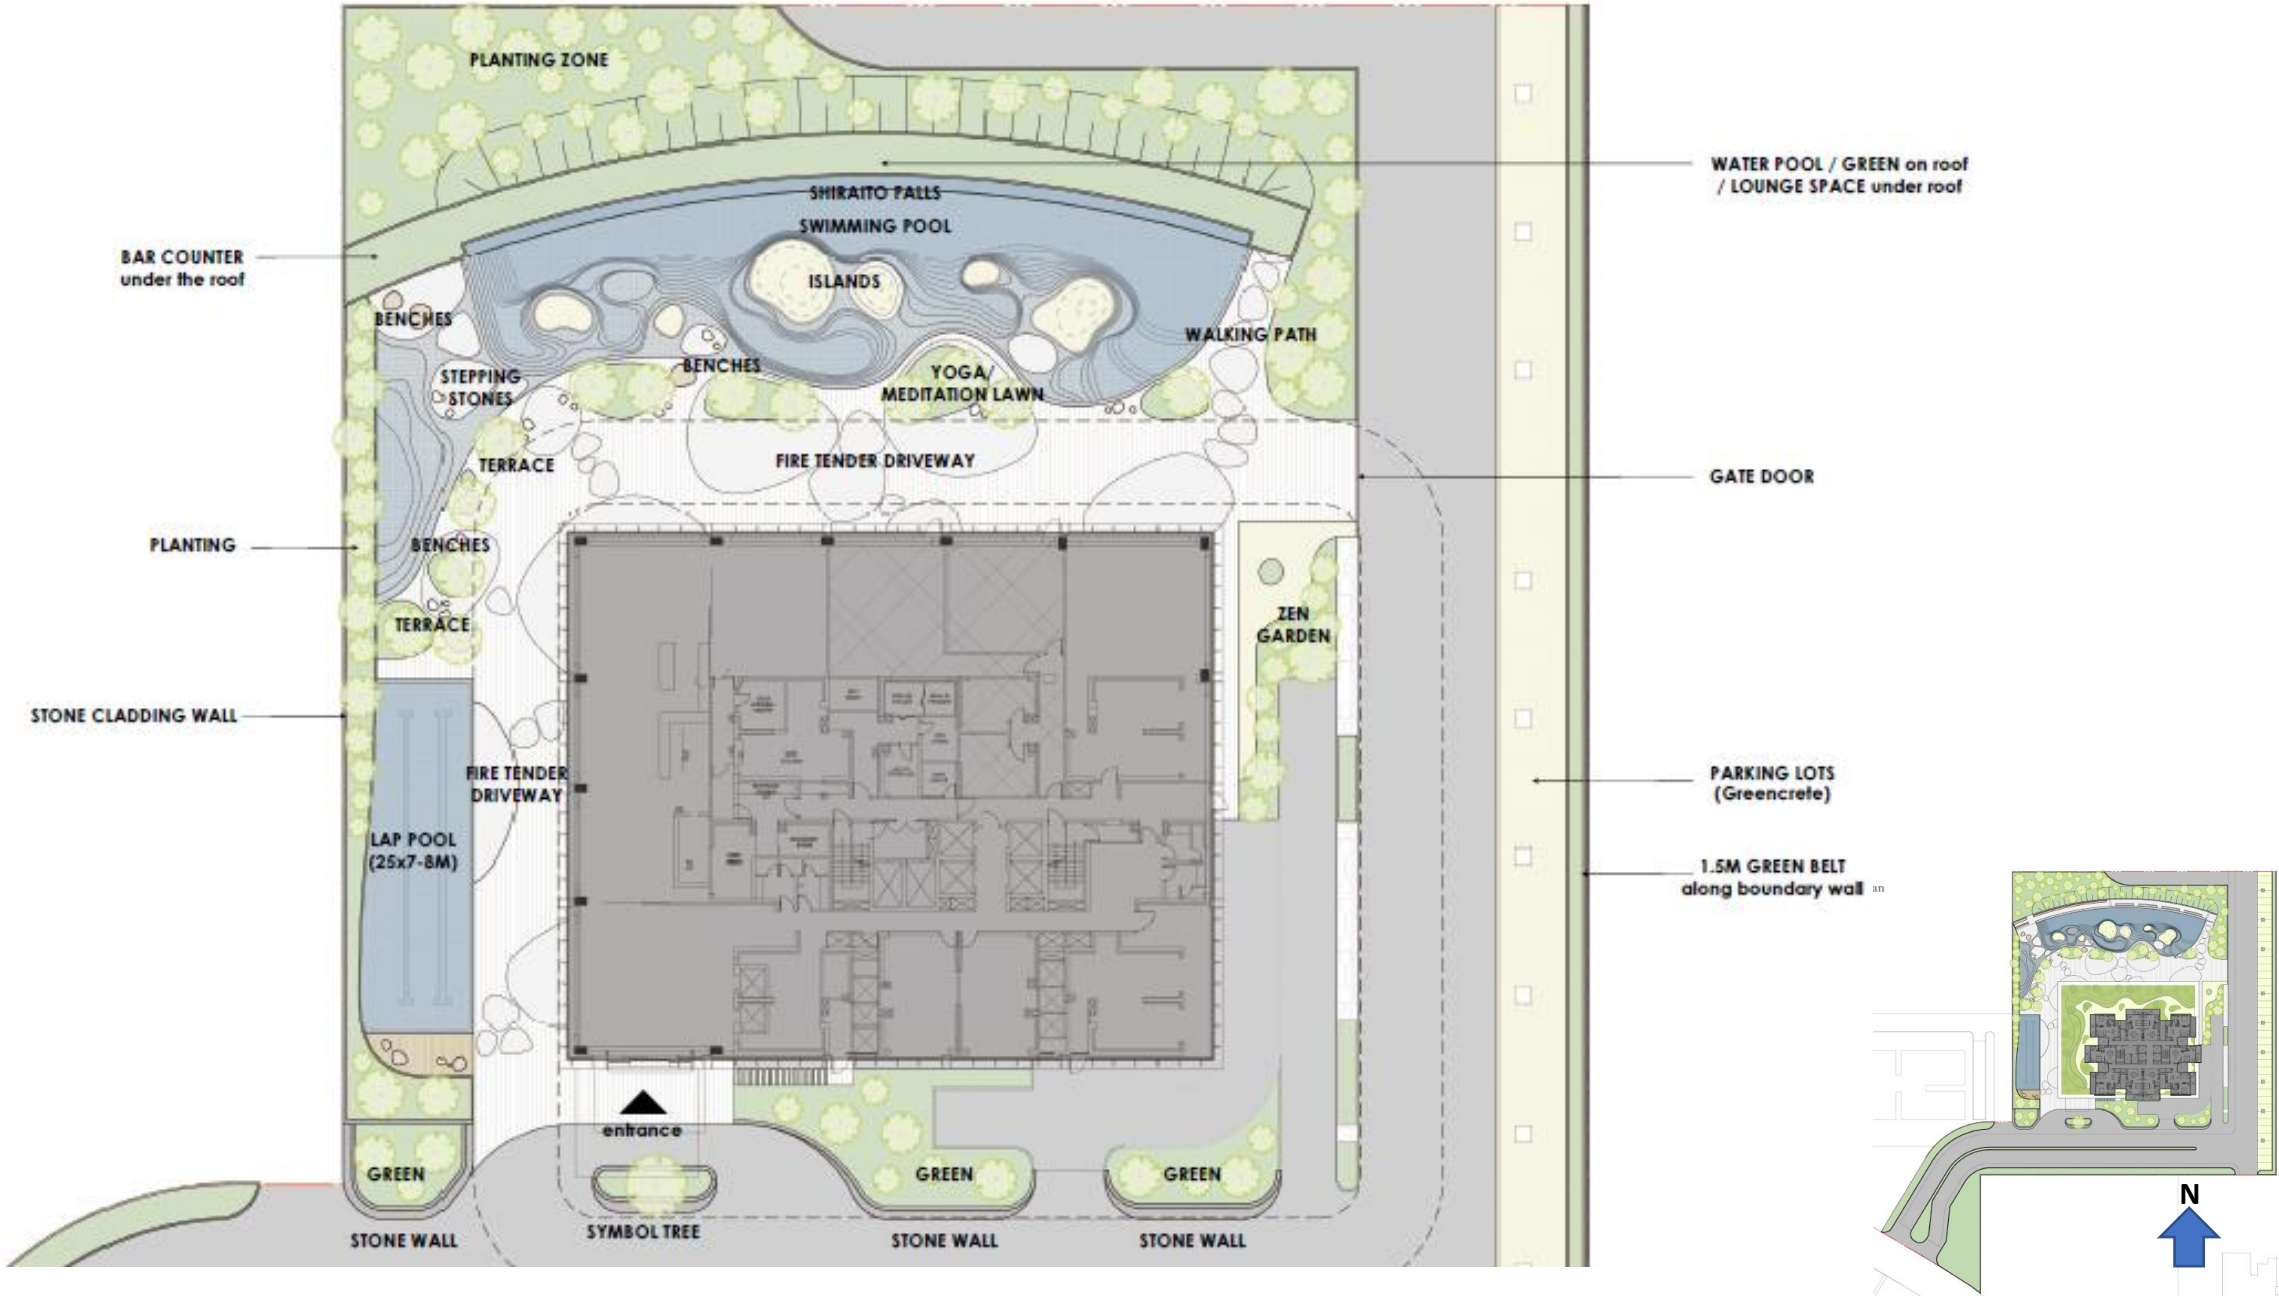 PLANTING ZONE
WATER POOL / GREEN on roof
/ LOUNGE SPACE under roof
SHIRAITO FALLS
SWIMMING POOL
BAR COUNTER
under the roof
ISLANDS
BENCHES
WALKING PATH
BENCHES
STEPPING
STONES
YOGA/
MEDITATION LAWN
TERRACE
FIRE TENDER DRIVEWAY
GATE DOOR
PLANTING
BENCHES
ZEN
GARDEN
TERRACE
STONE CLADDING WALL
FIRE TENDER
DRIVEWAY
PARKING LOTS
(Greencrete)
LAP POOL
(25x7-8M)
1.5M GREEN BELT
along boundary wall
an
entrance
GREEN
GREEN
GREEN
SYMBOL TREE
STONE WALL
STONE WALL
STONE WALL
N